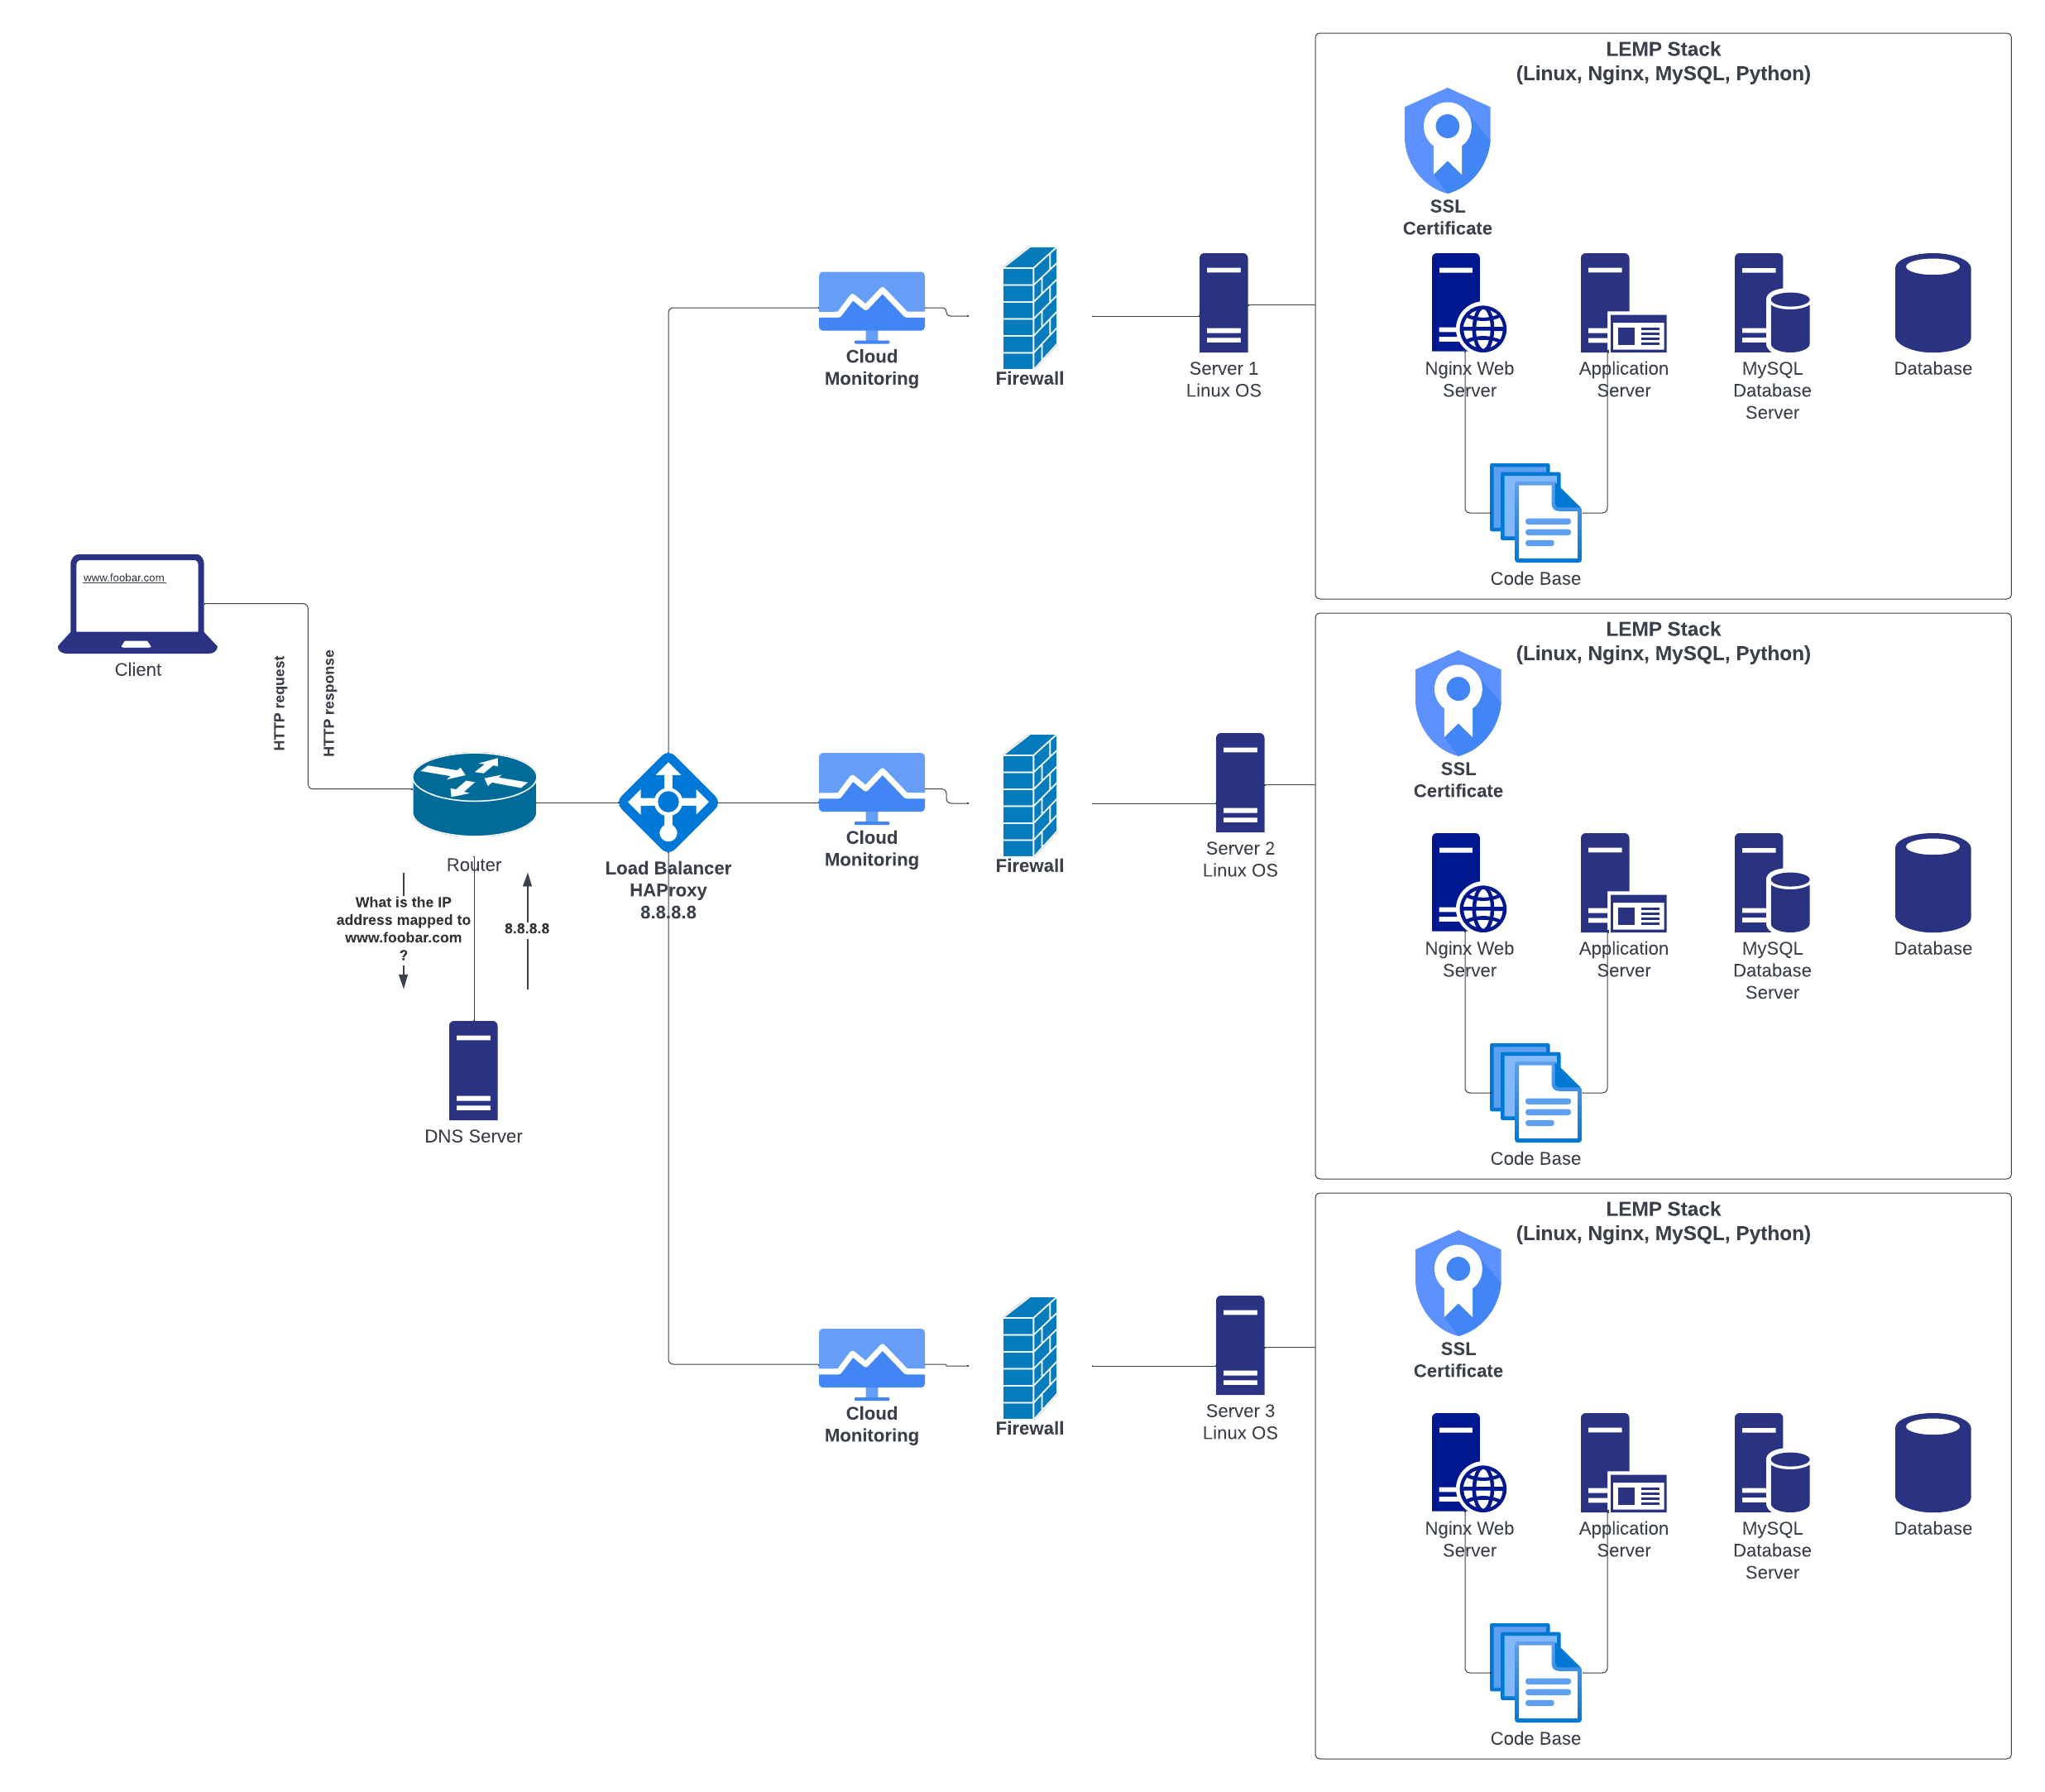 LEMP Stack
(Linux, Nginx, MySQL, Python)
SSL
Certificate
Cloud
Monitoring
Firewall
Server 1
Linux OS
Nginx Web
Server
Application
Server
MySQL
Database
Server
Database
Code Base
www.foobar.com
Client
HTTP request
HTTP response
Router
What is the IP
address mapped to
www.foobar.com
?
8.8.8.8
DNS Server
Load Balancer
HAProxy
8.8.8.8
Cloud
Monitoring
Firewall
Server 2
Linux OS
LEMP Stack
(Linux, Nginx, MySQL, Python)
SSL
Certificate
Nginx Web
Server
Application
Server
MySQL
Database
Server
Database
Code Base
Cloud
Monitoring
Firewall
Server 3
Linux OS
LEMP Stack
(Linux, Nginx, MySQL, Python)
SSL
Certificate
Nginx Web
Server
Application
Server
MySQL
Database
Server
Database
Code Base